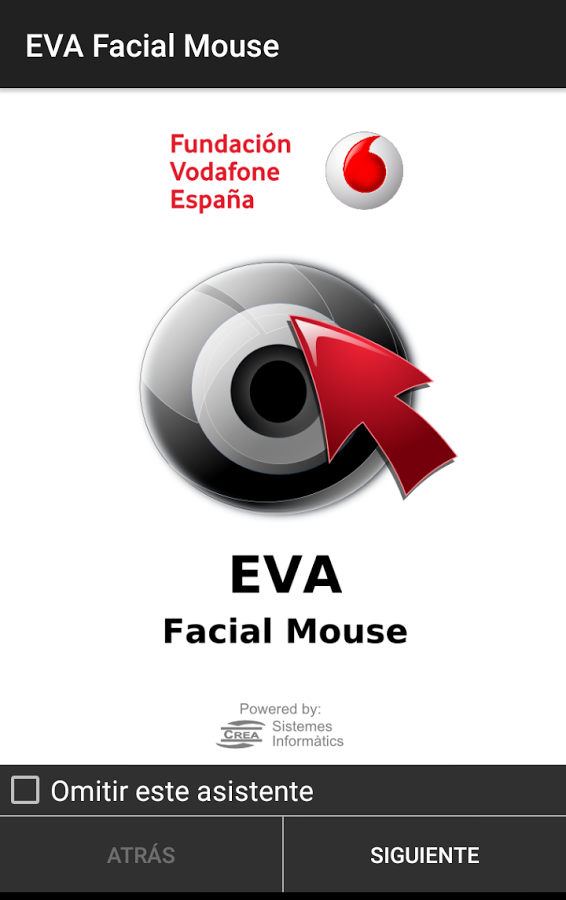 EVA Facial Mouse
Fundación
Vodafone
España
EVA
Facial Mouse
Powered by:
CREA
Sistemes
Informàtics
Omitir este asistente
ATRÁS
SIGUIENTE